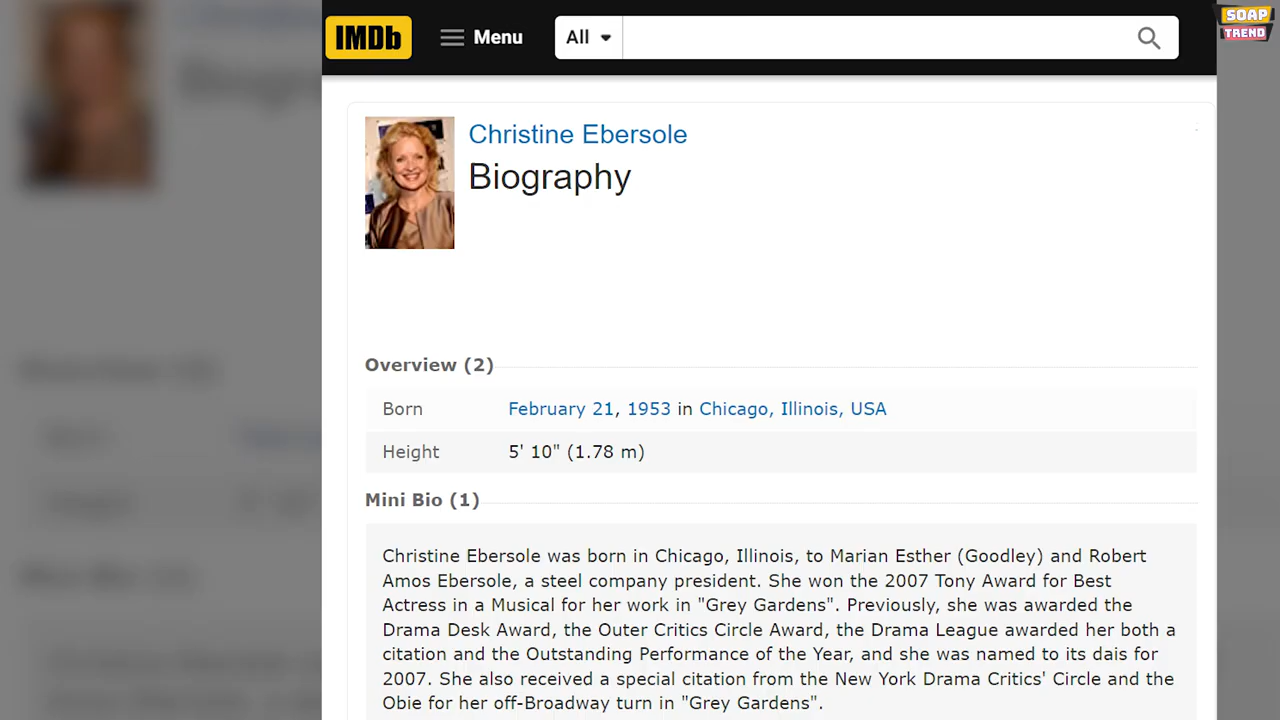 SOAP
TREND
IMDb Menu All
Christine Ebersole
Biography
Overview (2)
Born February 21, 1953 in Chicago, Illinois, USA
Height 5' 10" (1.78 m)
Mini Bio (1)
Christine Ebersole was born in Chicago, Illinois, to Marian Esther (Goodley) and Robert
Amos Ebersole, a steel company president. She won the 2007 Tony Award for Best
Actress in a Musical for her work in "Grey Gardens". Previously, she was awarded the
Drama Desk Award, the Outer Critics Circle Award, the Drama League awarded her both a
citation and the Outstanding Performance of the Year, and she was named to its dais for
2007. She also received a special citation from the New York Drama Critics' Circle and the
Obie for her off-Broadway turn in "Grey Gardens".